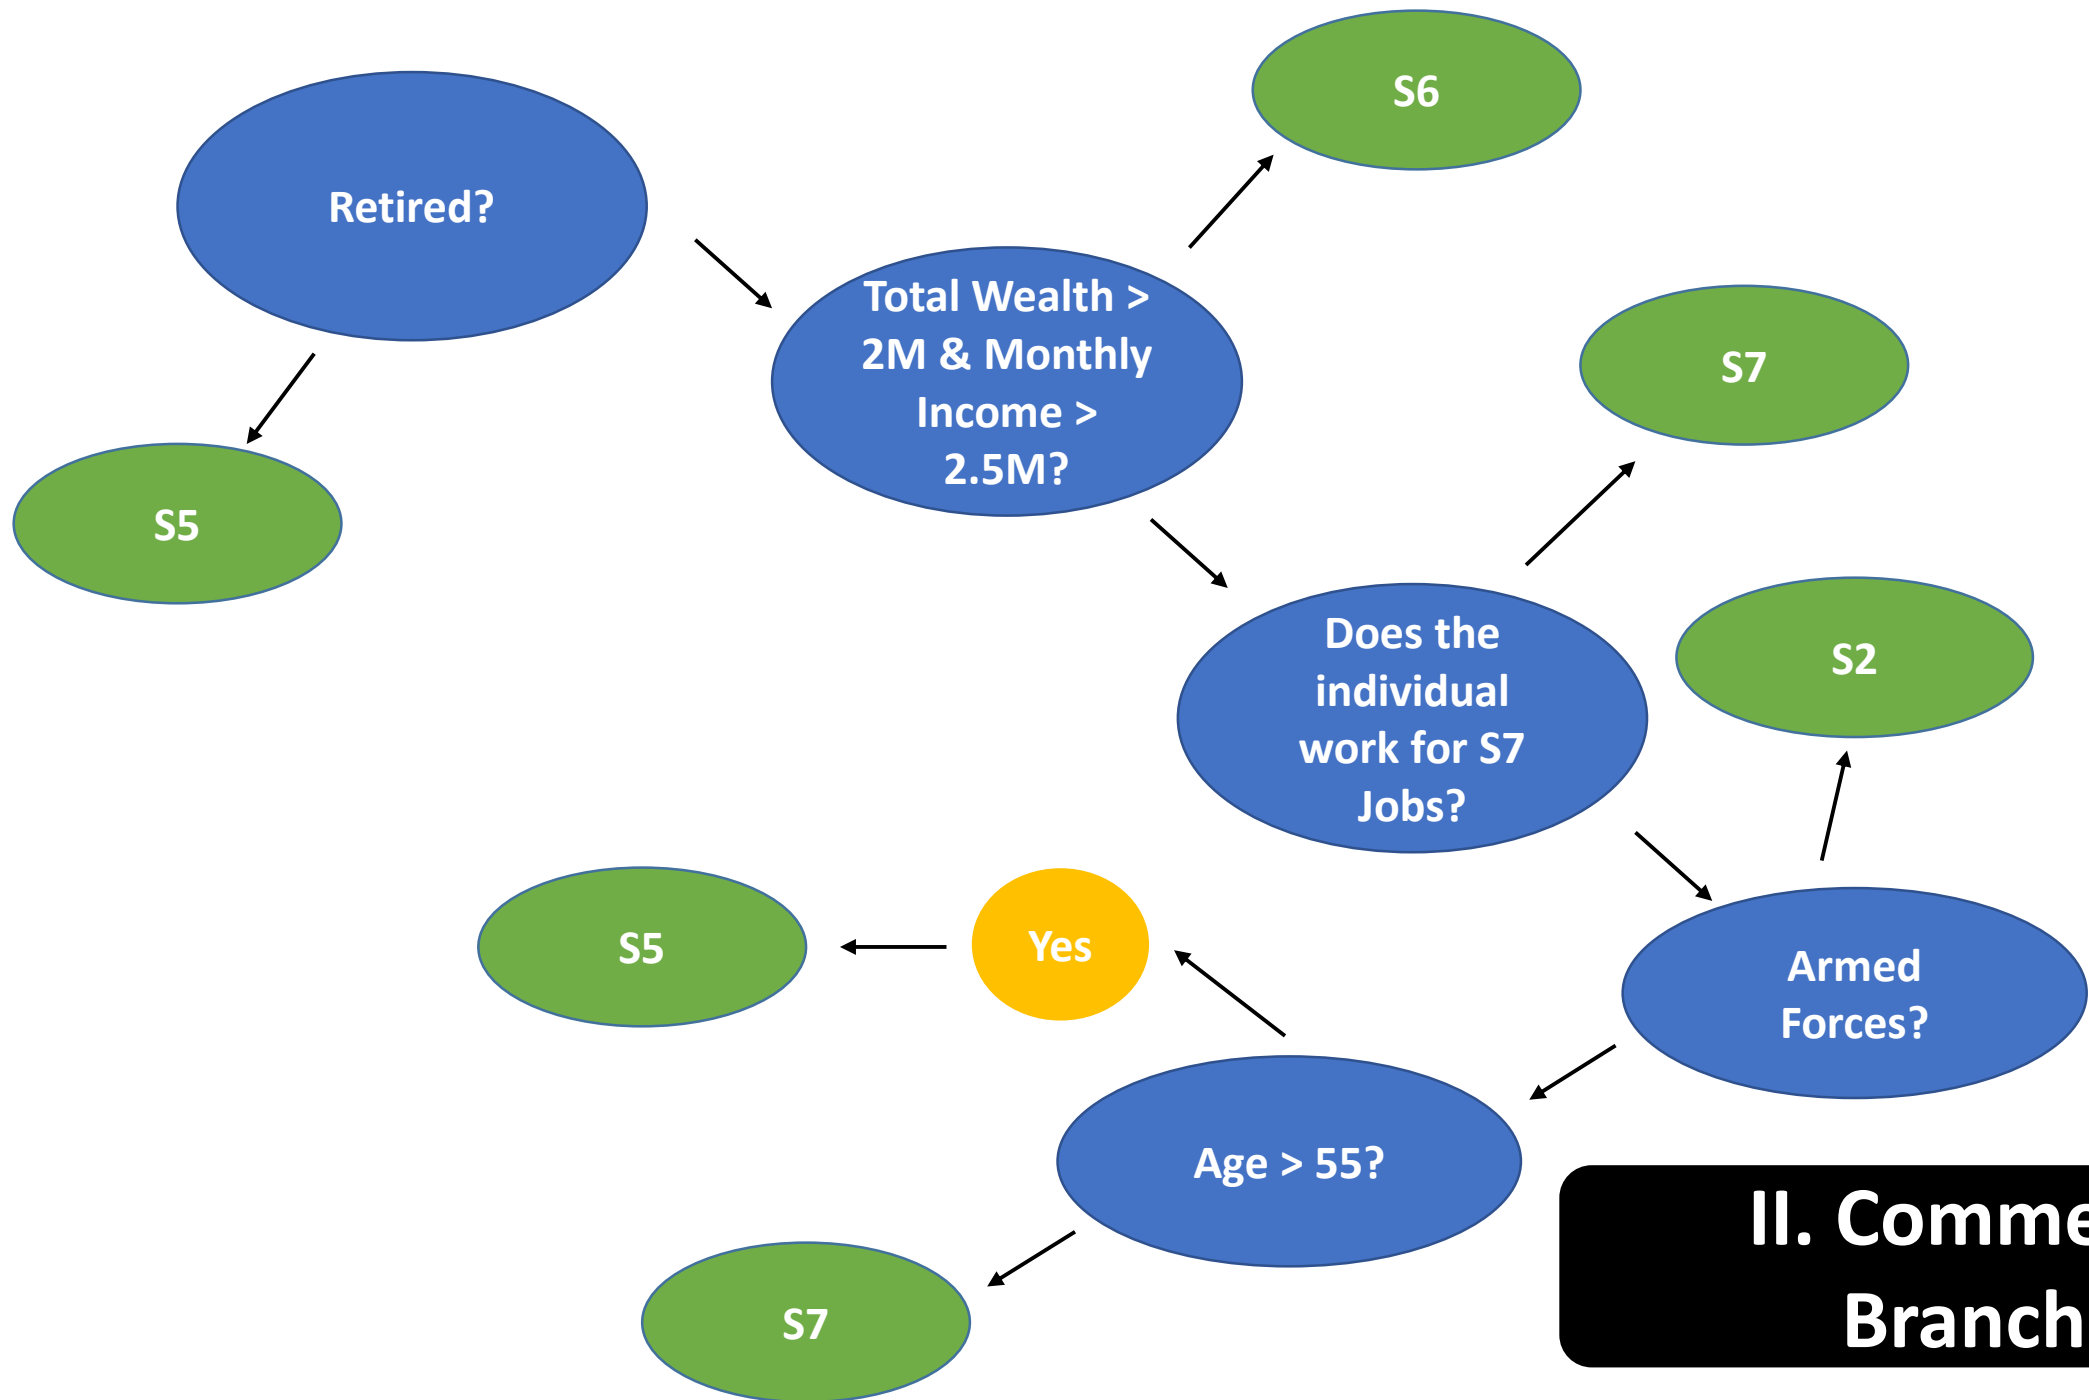 S6
Retired?
Total Wealth >
2M & Monthly
Income >
2.5M?
S7
S5
Does the
individual
work for S7
Jobs?
S2
S5
Yes
Armed
Forces?
Age > 55?
S7
II. Comme
Branch